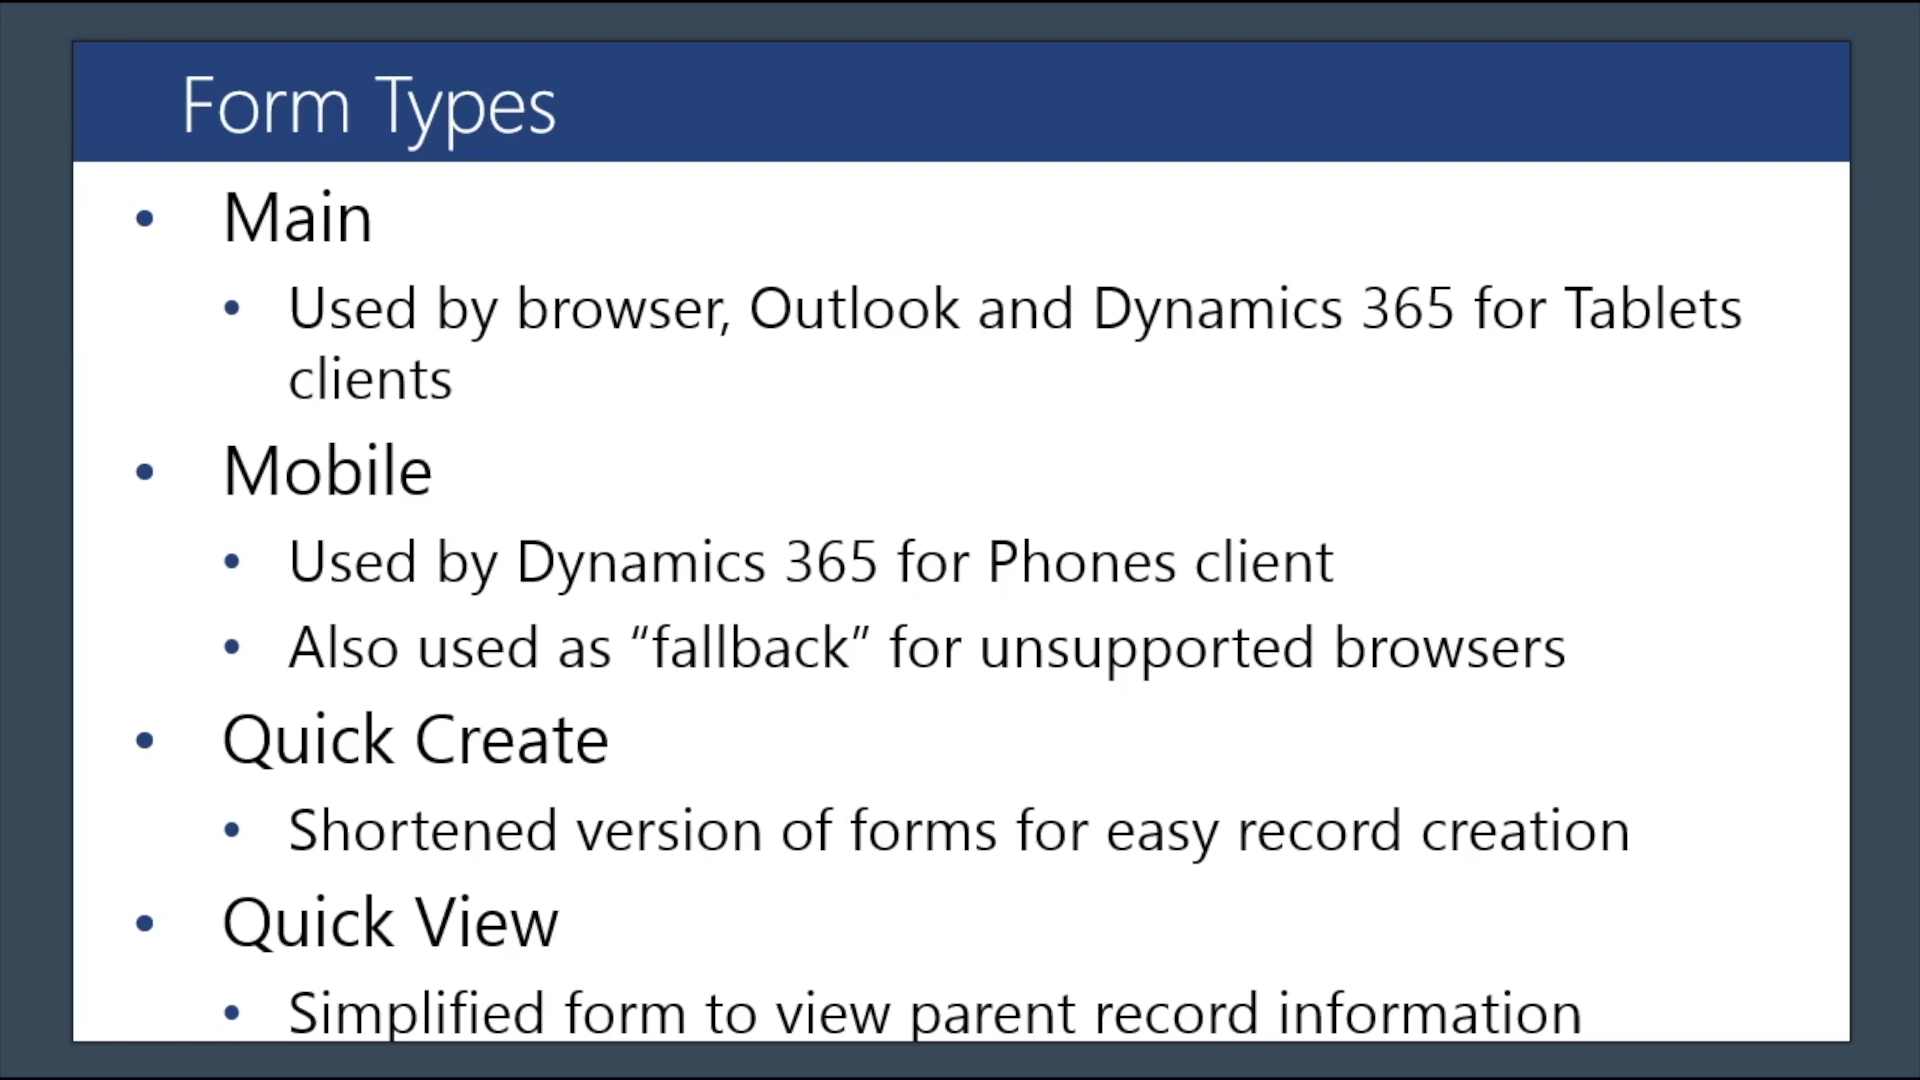 Form Types
• Main
• Used by browser, Outlook and Dynamics 365 for Tablets
clients
• Mobile
• Used by Dynamics 365 for Phones client
• Also used as “fallback” for unsupported browsers
• Quick Create
• Shortened version of forms for easy record creation
• Quick View
• Simplified form to view parent record information